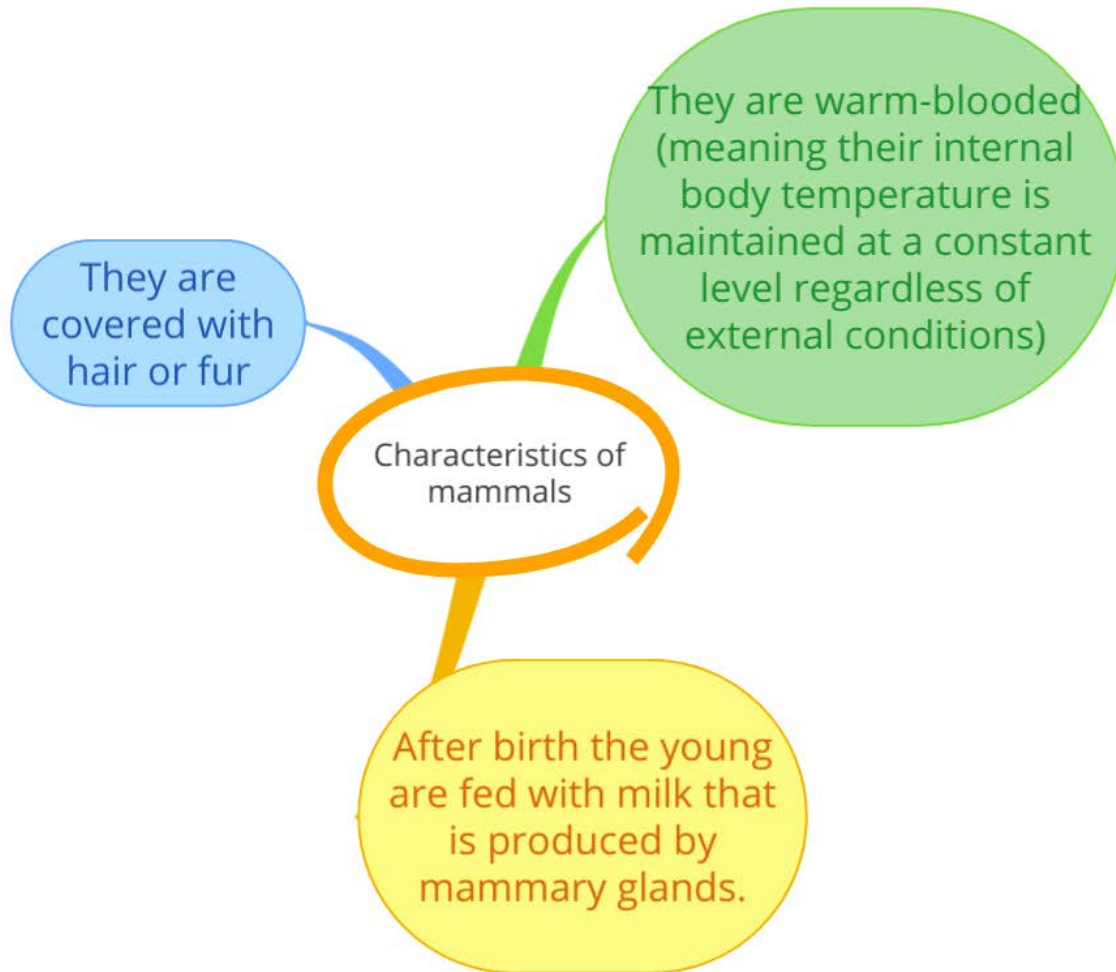 They are warm-blooded
(meaning their internal
body temperature is
maintained at a constant
level regardless of
external conditions)
They are
covered with
hair or fur
Characteristics of
mammals
After birth the young
are fed with milk that
is produced by
mammary glands.